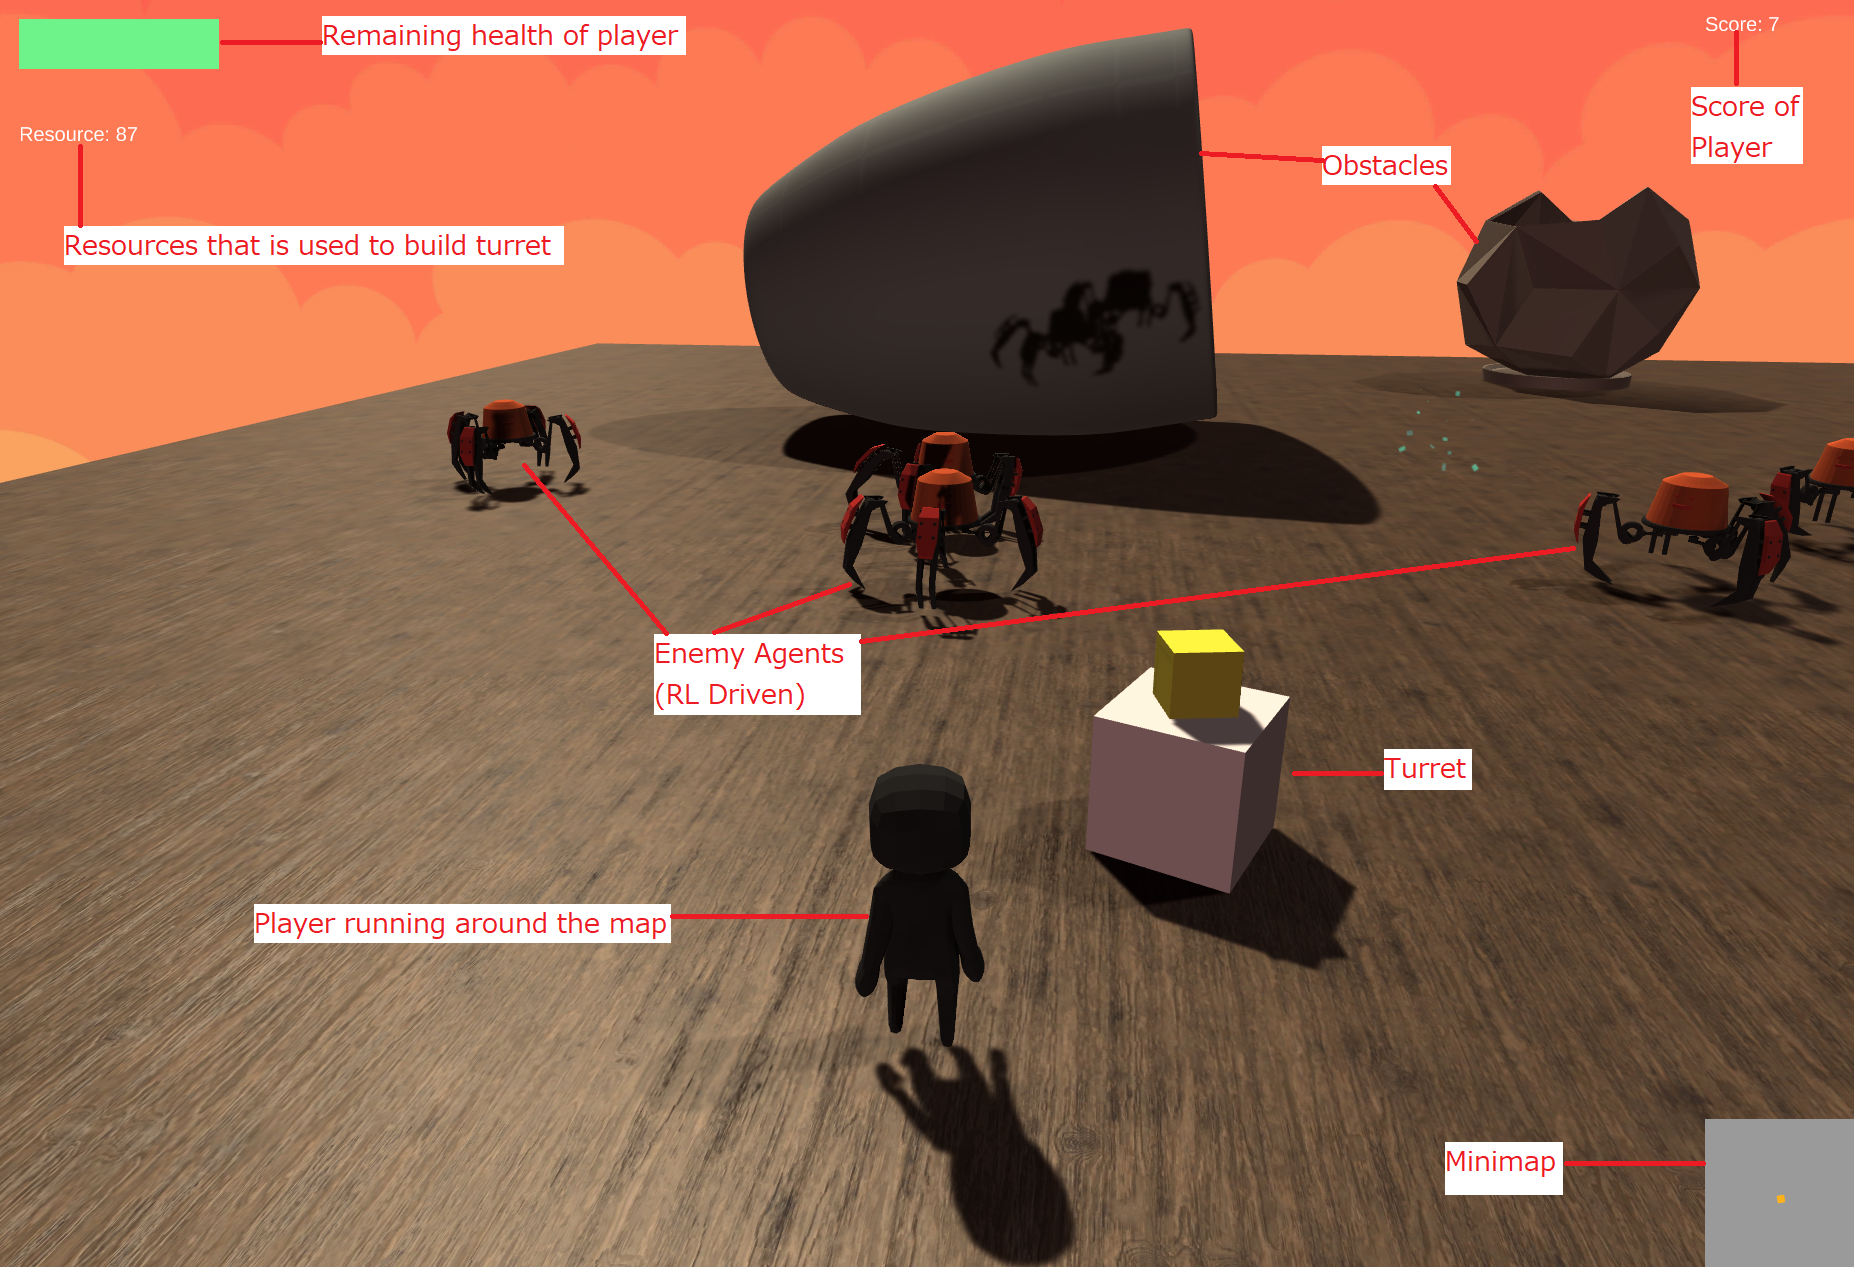 Remaining health of player
Score: 7
Score of
Player
Resource: 87
Obstacles
Resources that is used to build turret
Enemy Agents
(RL Driven)
Turret
Player running around the map
Minimap